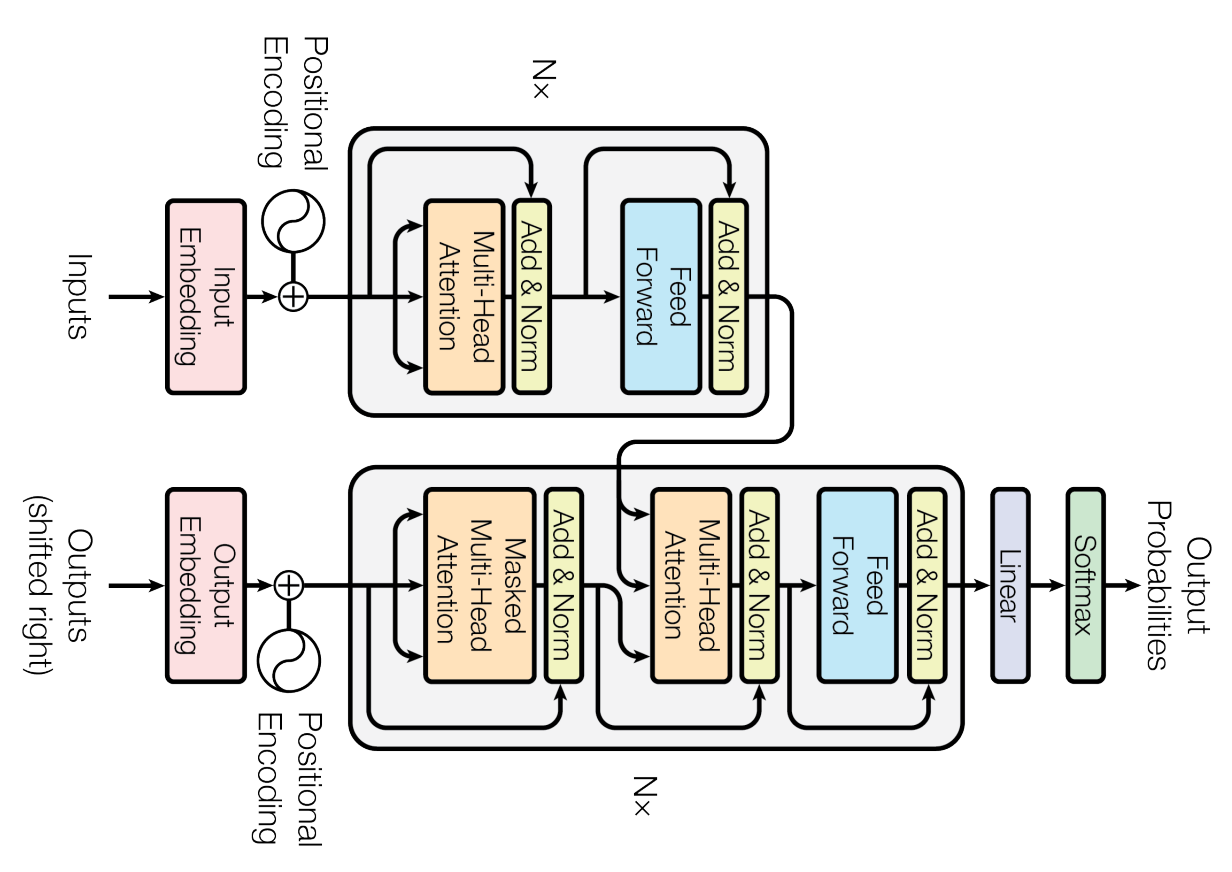 Output
Probabilities
Softmax
Linear
Add & Norm
Feed
Forward
Add & Norm
Multi-Head
Attention
Add & Norm
Masked
Multi-Head
Attention
Nx
Add & Norm
Feed
Forward
Add & Norm
Multi-Head
Attention
Nx
Positional
Encoding
Positional
Encoding
Input
Embedding
Output
Embedding
Inputs
Outputs
(shifted right)